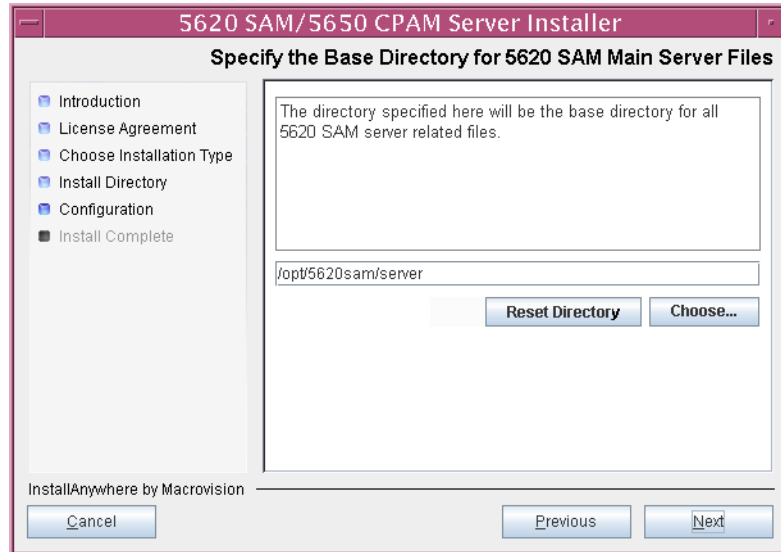 5620 SAM/5650 CPAM Server Installer
Specify the Base Directory for 5620 SAM Main Server Files
Introduction
License Agreement
Choose Installation Type
Install Directory
Configuration
Install Complete
The directory specified here will be the base directory for all
5620 SAM server related files.
/opt/5620sam/server
Reset Directory
Choose...
InstallAnywhere by Macrovision
Cancel
Previous
Next